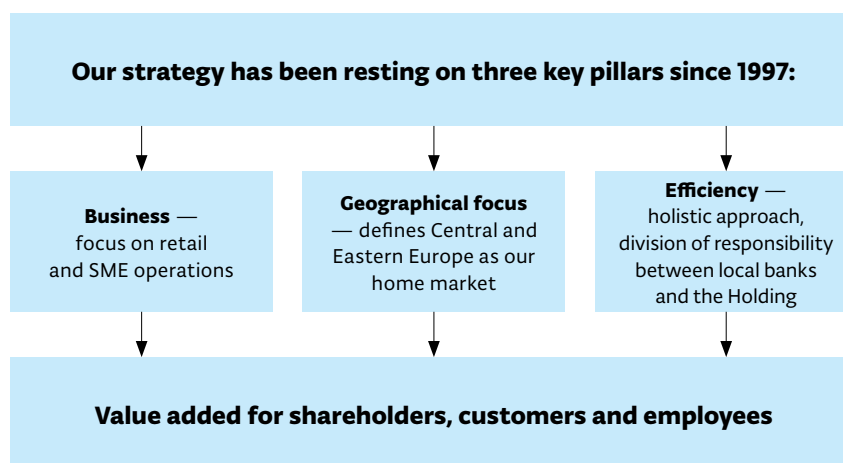 Our strategy has been resting on three key pillars since 1997:
Business —
focus on retail
and SME operations
Geographical focus
— defines Central and
Eastern Europe as our
home market
Efficiency —
holistic approach,
division of responsibility
between local banks
and the Holding
Value added for shareholders, customers and employees